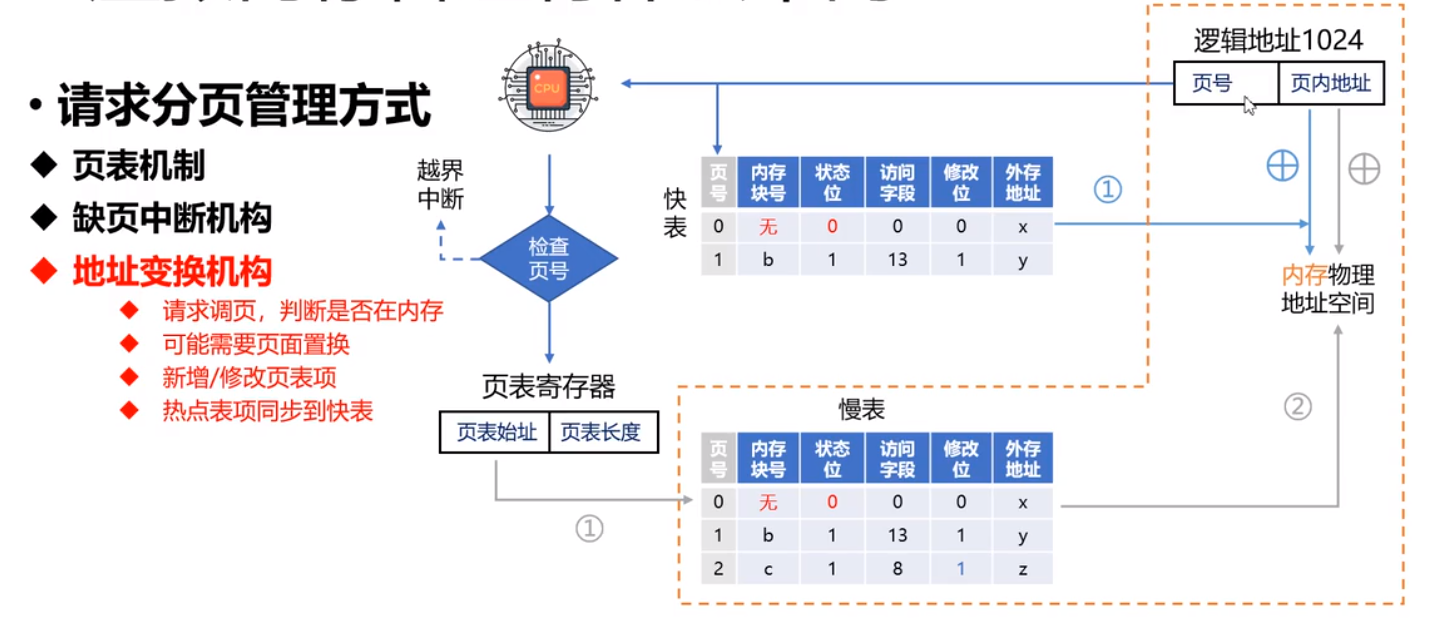 • 请求分页管理方式
◆ 页表机制
◆ 缺页中断机构
◆ 地址变换机构
◆ 请求调页，判断是否在内存
◆ 可能需要页面置换
◆ 新增/修改页表项
◆ 热点表项同步到快表
CPU
越界
中断
检查
页号
页表寄存器
页表始址 页表长度
①
逻辑地址1024
页号 页内地址
快表
页号 内存块号 状态位 访问字段 修改位 外存地址
0 无 0 0 0 x
1 b 1 13 1 y
①
内存物理
地址空间
②
慢表
页号 内存块号 状态位 访问字段 修改位 外存地址
0 无 0 0 0 x
1 b 1 13 1 y
2 c 1 8 1 z